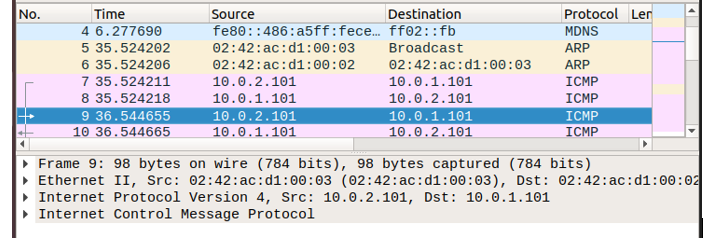 No. Time Source Destination Protocol Len
4 6.277690 fe80::486:a5ff:fece… ff02::fb MDNS
5 35.524202 02:42:ac:d1:00:03 Broadcast ARP
6 35.524206 02:42:ac:d1:00:02 02:42:ac:d1:00:03 ARP
7 35.524211 10.0.2.101 10.0.1.101 ICMP
8 35.524218 10.0.1.101 10.0.2.101 ICMP
9 36.544655 10.0.2.101 10.0.1.101 ICMP
10 36.544665 10.0.1.101 10.0.2.101 ICMP
Frame 9: 98 bytes on wire (784 bits), 98 bytes captured (784 bits)
Ethernet II, Src: 02:42:ac:d1:00:03 (02:42:ac:d1:00:03), Dst: 02:42:ac:d1:00:02
Internet Protocol Version 4, Src: 10.0.2.101, Dst: 10.0.1.101
Internet Control Message Protocol